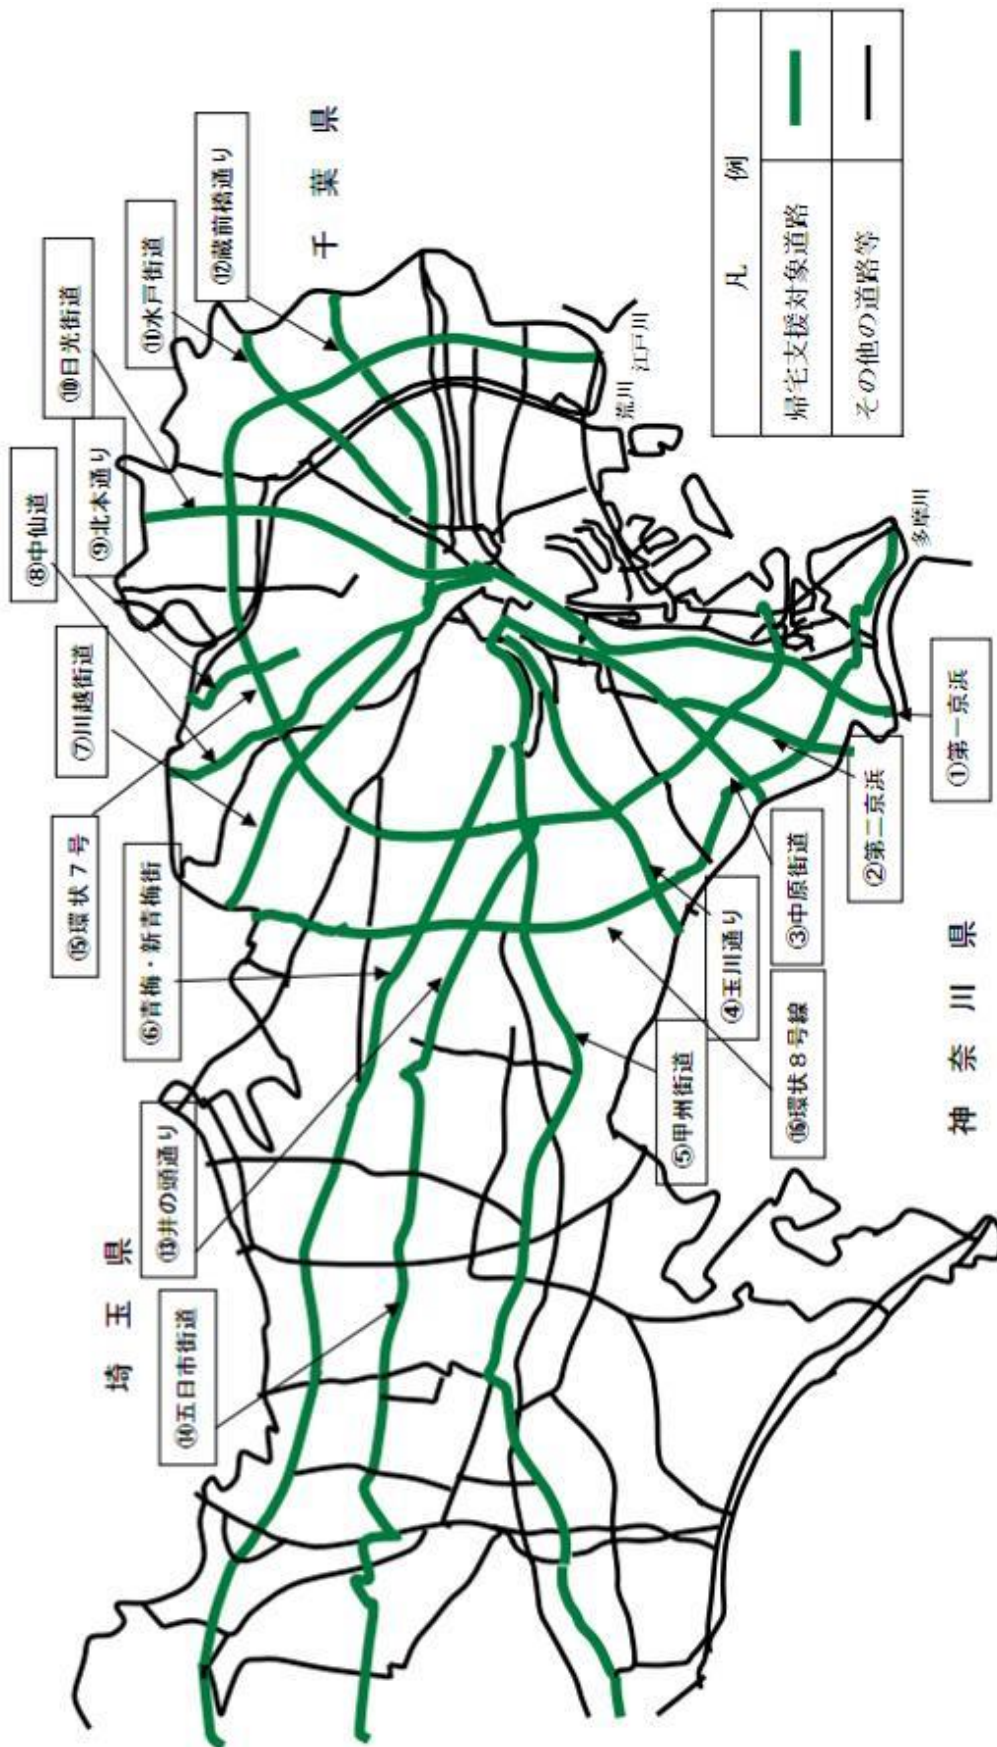 埼玉県
千葉県
神奈川県
⑧中仙道
⑨北本通り
⑩日光街道
⑪水戸街道
⑫蔵前橋通り
⑦川越街道
⑮環状7号
⑥青梅・新青梅街
⑬井の頭通り
⑭五日市街道
⑤甲州街道
⑯環状8号線
④玉川通り
③中原街道
②第二京浜
①第一京浜
荒川
江戸川
多摩川
凡例
帰宅支援対象道路
その他の道路等